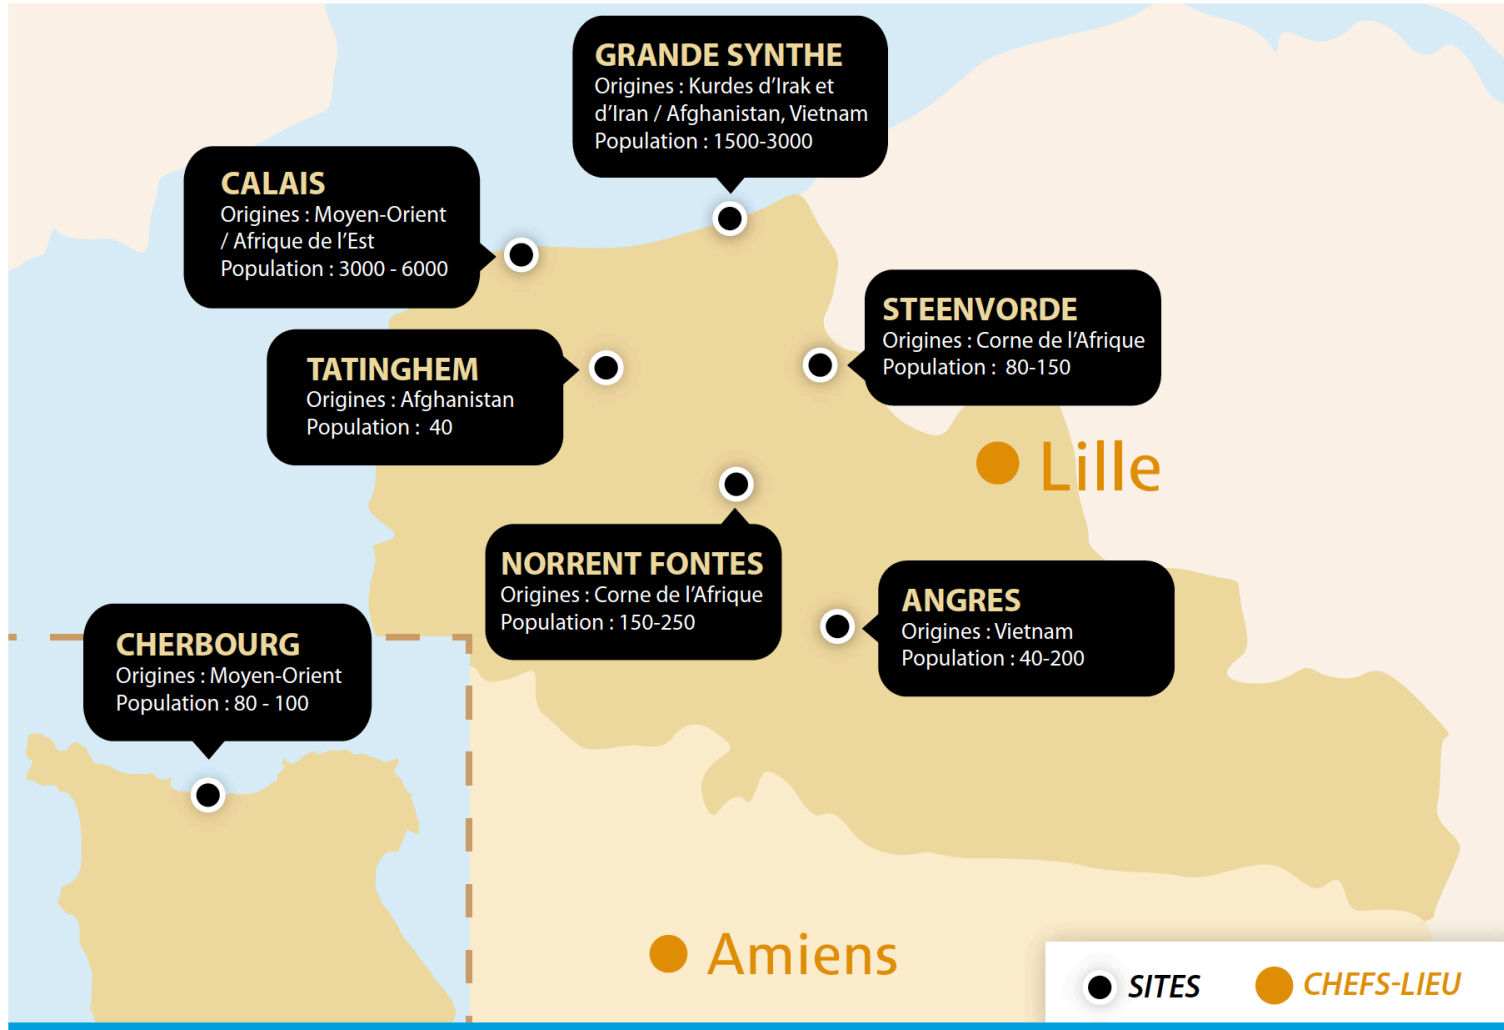 GRANDE SYNTHE
Origines : Kurdes d'Irak et
d'Iran / Afghanistan, Vietnam
Population : 1500-3000
CALAIS
Origines : Moyen-Orient
/ Afrique de l'Est
Population : 3000 - 6000
STEENVORDE
Origines : Corne de l'Afrique
Population :  80-150
TATINGHEM
Origines : Afghanistan
Population :  40
Lille
NORRENT FONTES
Origines : Corne de l'Afrique
Population : 150-250
ANGRES
Origines : Vietnam
Population : 40-200
CHERBOURG
Origines : Moyen-Orient
Population : 80 - 100
Amiens
SITES
CHEFS-LIEU